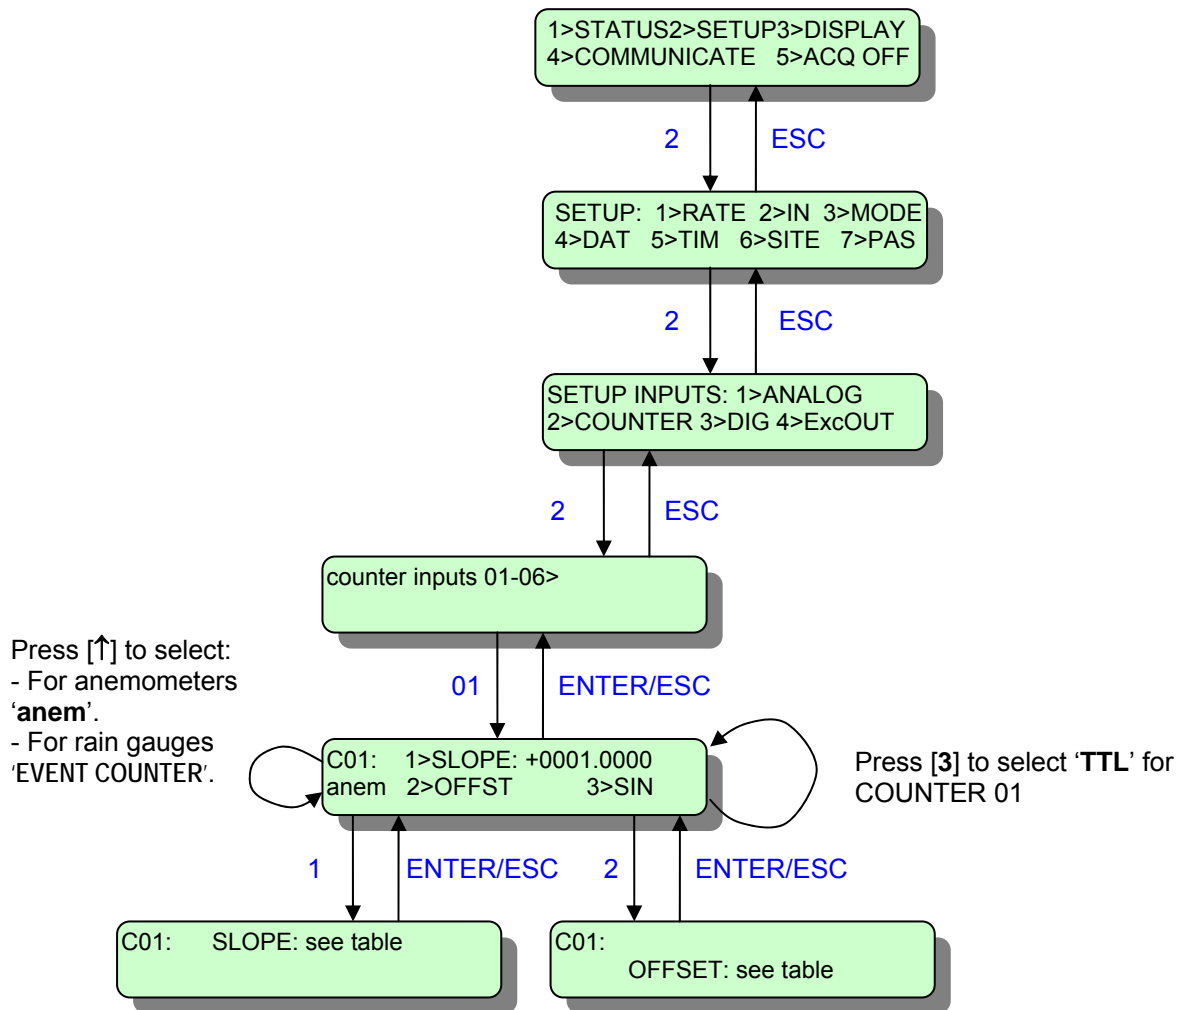 1>STATUS2>SETUP3>DISPLAY
4>COMMUNICATE 5>ACQ OFF
2 ESC
SETUP: 1>RATE 2>IN 3>MODE
4>DAT 5>TIM 6>SITE 7>PAS
2 ESC
SETUP INPUTS: 1>ANALOG
2>COUNTER 3>DIG 4>ExcOUT
2 ESC
counter inputs 01-06>
Press [↑] to select:
- For anemometers
‘anem’.
- For rain gauges
‘EVENT COUNTER’.
01 ENTER/ESC
C01: 1>SLOPE: +0001.0000
anem 2>OFFST 3>SIN
Press [3] to select ‘TTL’ for
COUNTER 01
1 ENTER/ESC 2 ENTER/ESC
C01: SLOPE: see table
C01:
OFFSET: see table